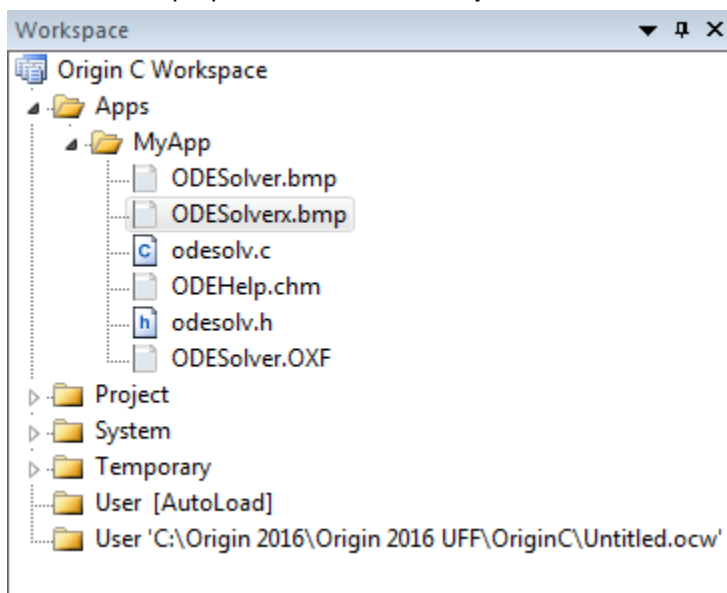 Workspace
Origin C Workspace
Apps
MyApp
ODESolver.bmp
ODESolverx.bmp
odesolv.c
ODEHelp.chm
odesolv.h
ODESolver.OXF
Project
System
Temporary
User [AutoLoad]
User 'C:\Origin 2016\Origin 2016 UFF\OriginC\Untitled.ocw'